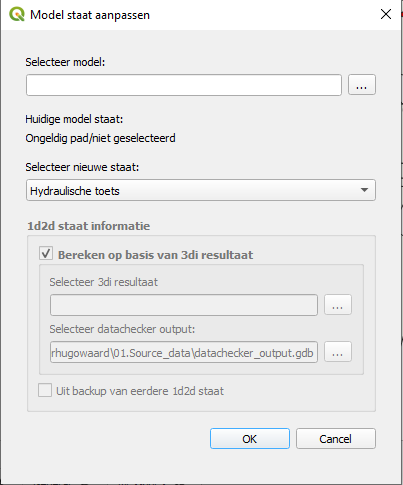 Model staat aanpassen
Selecteer model:
...
Huidige model staat:
Ongeldig pad/niet geselecteerd
Selecteer nieuwe staat:
Hydraulische toets
1d2d staat informatie
Bereken op basis van 3di resultaat
Selecteer 3di resultaat
...
Selecteer datachecker output:
rhugowaard\01.Source_data\datachecker_output.gdb
...
Uit backup van eerdere 1d2d staat
OK Cancel